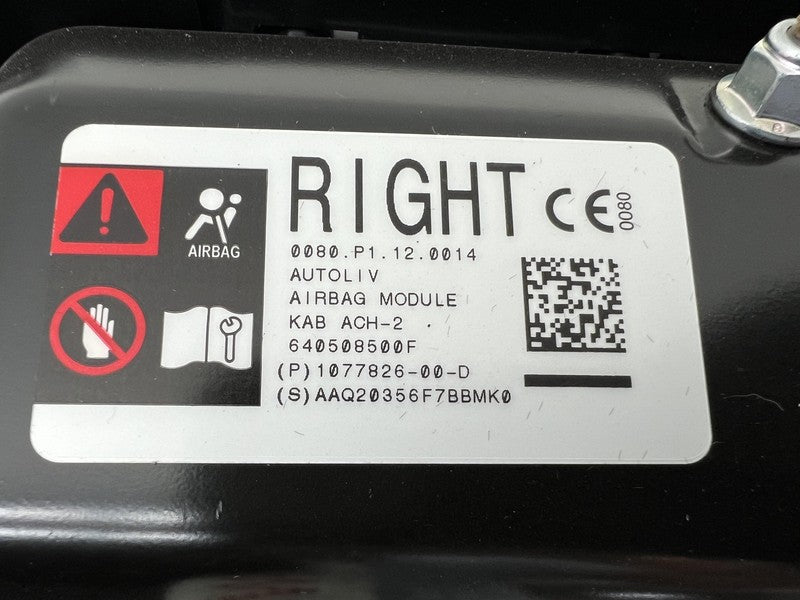 RIGHT
CE 0080
0080.P1.12.0014
AUTOLIV
AIRBAG MODULE
KAB ACH-2
640508500F
(P)1077826-00-D
(S)AAQ20356F7BBMK0
AIRBAG